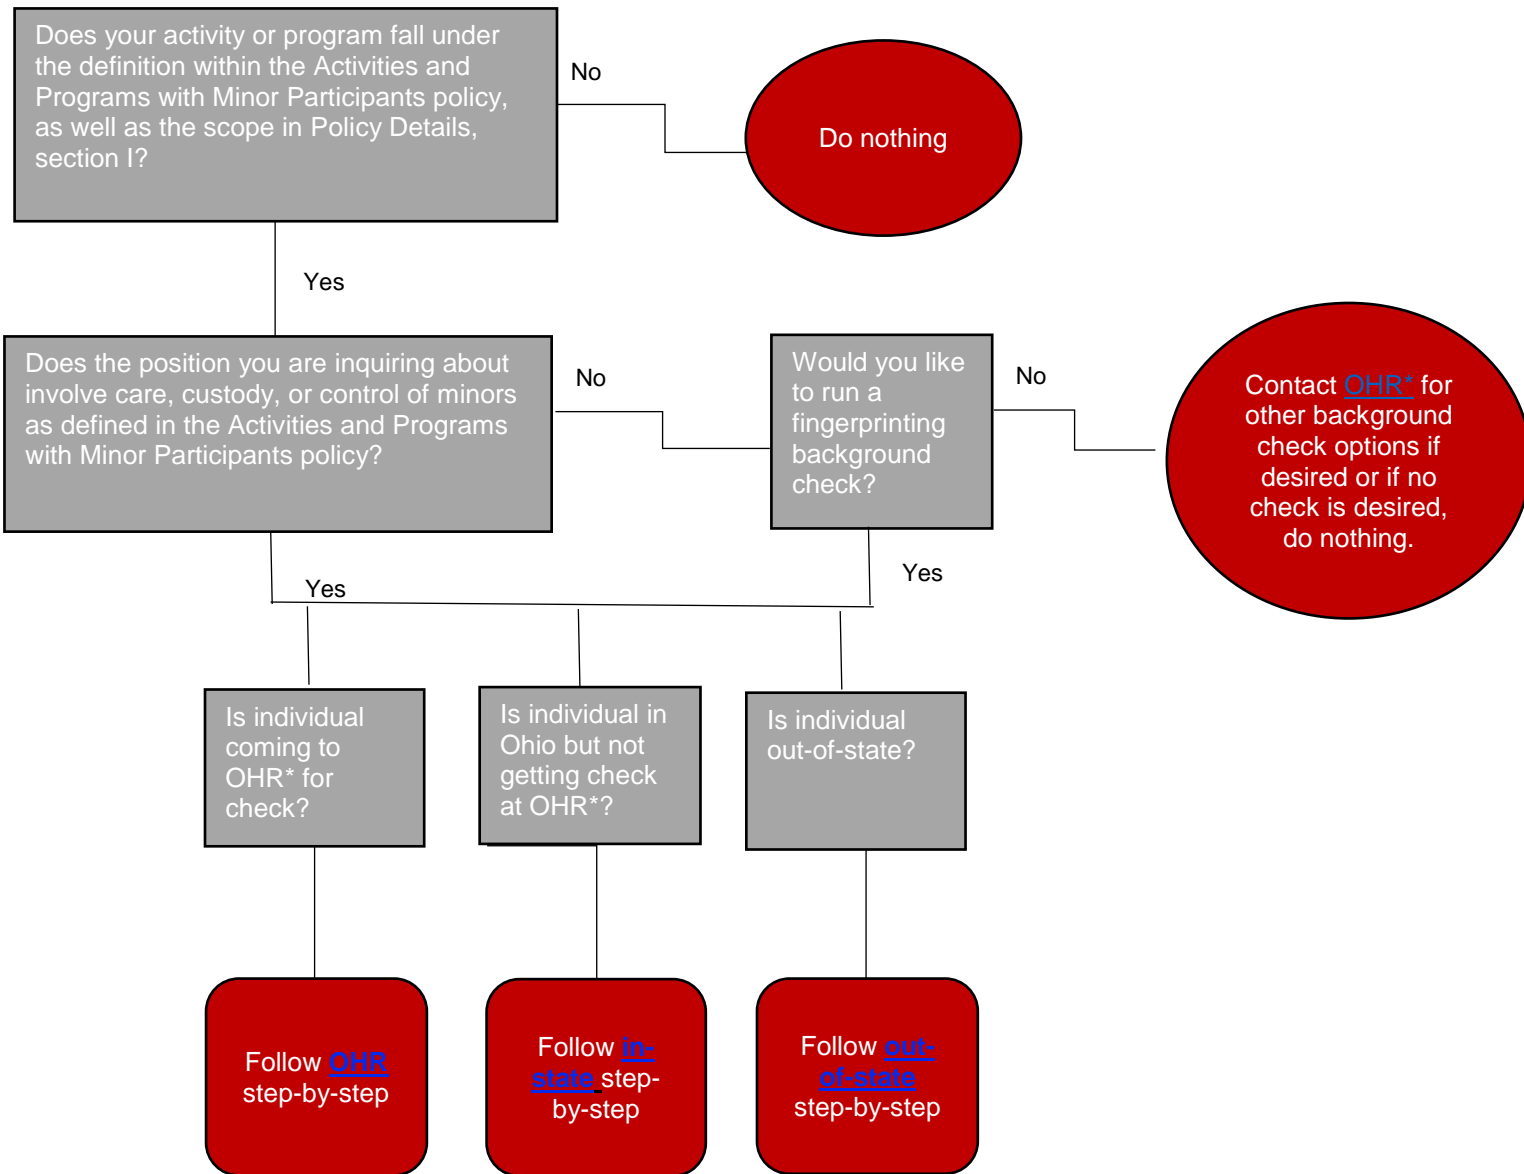 Does your activity or program fall under
the definition within the Activities and
Programs with Minor Participants policy,
as well as the scope in Policy Details,
section I?
No
Do nothing
Yes
Does the position you are inquiring about
involve care, custody, or control of minors
as defined in the Activities and Programs
with Minor Participants policy?
No
Would you like
to run a
fingerprinting
background
check?
No
Contact OHR* for
other background
check options if
desired or if no
check is desired,
do nothing.
Yes
Yes
Is individual
coming to
OHR* for
check?
Is individual in
Ohio but not
getting check
at OHR*?
Is individual
out-of-state?
Follow OHR
step-by-step
Follow in-
state step-
by-step
Follow out-
of-state
step-by-step